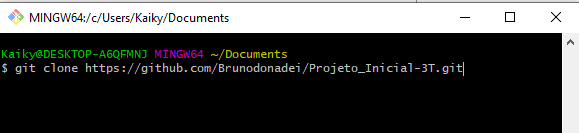 MINGW64:/c/Users/Kaiky/Documents
Kaiky@DESKTOP-A6QFMNJ MINGW64 ~/Documents
$ git clone https://github.com/Brunodonadei/Projeto_Inicial-3T.git